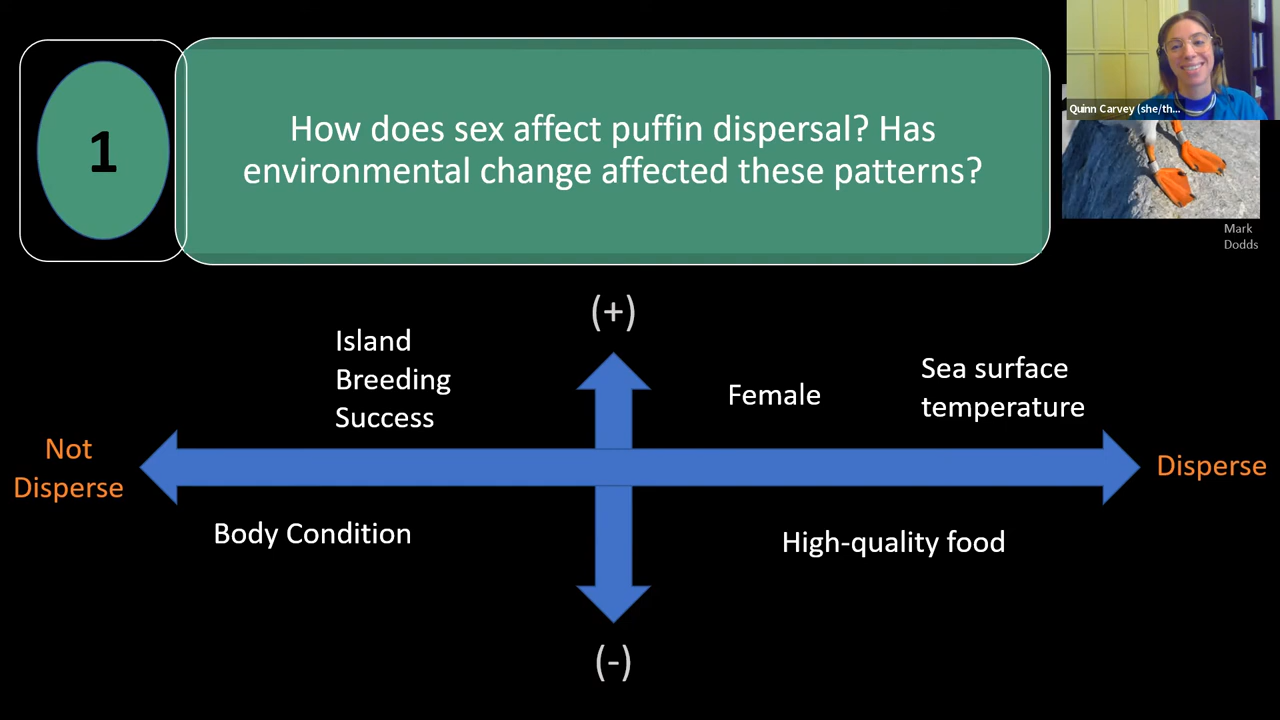 1
How does sex affect puffin dispersal? Has
environmental change affected these patterns?
Quinn Carvey (she/th...
Mark
Dodds
(+)
Island
Breeding
Success
Female
Sea surface
temperature
Not
Disperse
Disperse
Body Condition
High-quality food
(-)